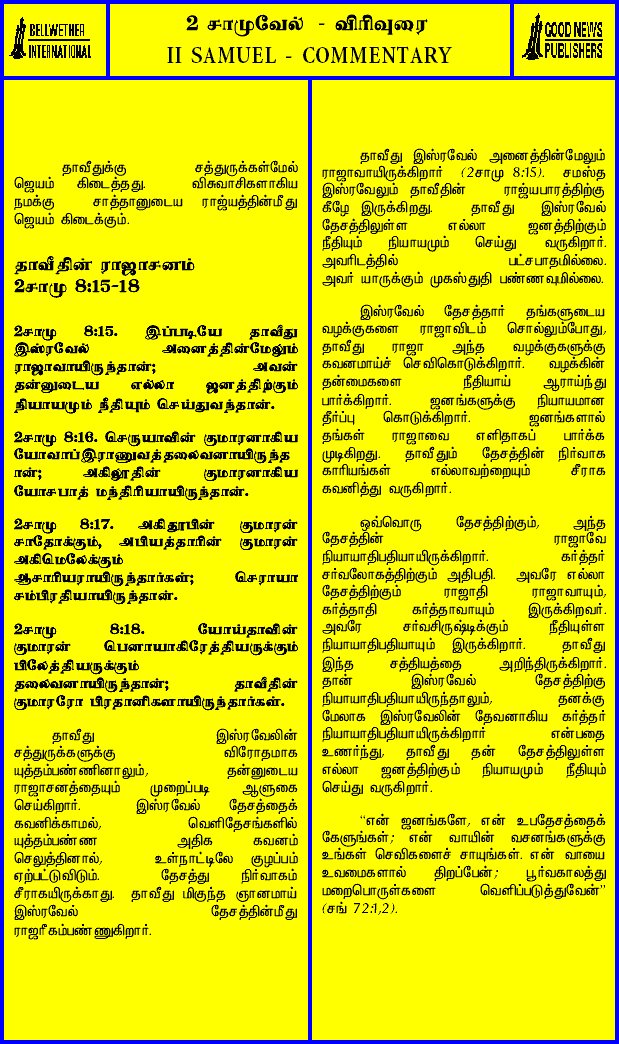 BELLWETHER
INTERNATIONAL
2 சாமுவேல் - விரிவுரை
II SAMUEL - COMMENTARY
GOOD NEWS
PUBLISHERS
தாவீதுக்கு சத்துருக்கள்மேல்
ஜெயம் கிடைத்தது. விசுவாசிகளாகிய
நமக்கு சாத்தானுடைய ராஜ்யத்தின்மீது
ஜெயம் கிடைக்கும்.
தாவீதின் ராஜாசனம்
2சாமு 8:15-18
2சாமு 8:15. இப்படியே தாவீது
இஸ்ரவேல் அனைத்தின்மேலும்
ராஜாவாயிருந்தான்; அவன்
தன்னுடைய எல்லா ஜனத்திற்கும்
நியாயமும் நீதியும் செய்துவந்தான்.
2சாமு 8:16. செருயாவின் குமாரனாகிய
யோவாப்இராணுவத்தலைவனாயிருந்த
ான்; அகிலூதின் குமாரனாகிய
யோசபாத் மந்திரியாயிருந்தான்.
2சாமு 8:17. அகிதூபின் குமாரன்
சாதோக்கும், அபியத்தாரின் குமாரன்
அகிமெலேக்கும்
ஆசாரியராயிருந்தார்கள்; செராயா
சம்பிரதியாயிருந்தான்.
2சாமு 8:18. யோய்தாவின்
குமாரன் பெனாயாகிரேத்தியருக்கும்
பிலேத்தியருக்கும்
தலைவனாயிருந்தான்; தாவீதின்
குமாரரோ பிரதானிகளாயிருந்தார்கள்.
தாவீது இஸ்ரவேலின்
சத்துருக்களுக்கு விரோதமாக
யுத்தம்பண்ணினாலும், தன்னுடைய
ராஜாசனத்தையும் முறைப்படி ஆளுகை
செய்கிறார். இஸ்ரவேல் தேசத்தைக்
கவனிக்காமல், வெளிதேசங்களில்
யுத்தம்பண்ண அதிக கவனம்
செலுத்தினால், உள்நாட்டிலே குழப்பம்
ஏற்பட்டுவிடும். தேசத்து நிர்வாகம்
சீராகயிருக்காது. தாவீது மிகுந்த ஞானமாய்
இஸ்ரவேல் தேசத்தின்மீது
ராஜரீகம்பண்ணுகிறார்.
தாவீது இஸ்ரவேல் அனைத்தின்மேலும்
ராஜாவாயிருக்கிறார் (2சாமு 8:15). சமஸ்த
இஸ்ரவேலும் தாவீதின் ராஜ்யபாரத்திற்கு
கீழே இருக்கிறது. தாவீது இஸ்ரவேல்
தேசத்திலுள்ள எல்லா ஜனத்திற்கும்
நீதியும் நியாயமும் செய்து வருகிறார்.
அவரிடத்தில் பட்சபாதமில்லை.
அவர் யாருக்கும் முகஸ்துதி பண்ணவுமில்லை.
இஸ்ரவேல் தேசத்தார் தங்களுடைய
வழக்குகளை ராஜாவிடம் சொல்லும்போது,
தாவீது ராஜா அந்த வழக்குகளுக்கு
கவனமாய்ச் செவிகொடுக்கிறார். வழக்கின்
தன்மைகளை நீதியாய் ஆராய்ந்து
பார்க்கிறார். ஜனங்களுக்கு நியாயமான
தீர்ப்பு கொடுக்கிறார். ஜனங்களால்
தங்கள் ராஜாவை எளிதாகப் பார்க்க
முடிகிறது. தாவீதும் தேசத்தின் நிர்வாக
காரியங்கள் எல்லாவற்றையும் சீராக
கவனித்து வருகிறார்.
ஒவ்வொரு தேசத்திற்கும், அந்த
தேசத்தின் ராஜாவே
நியாயாதிபதியாயிருக்கிறார். கர்த்தர்
சர்வலோகத்திற்கும் அதிபதி. அவரே எல்லா
தேசத்திற்கும் ராஜாதி ராஜாவாயும்,
கர்த்தாதி கர்த்தாவாயும் இருக்கிறவர்.
அவரே சர்வசிருஷ்டிக்கும் நீதியுள்ள
நியாயாதிபதியாயும் இருக்கிறார். தாவீது
இந்த சத்தியத்தை அறிந்திருக்கிறார்.
தான் இஸ்ரவேல் தேசத்திற்கு
நியாயாதிபதியாயிருந்தாலும், தனக்கு
மேலாக இஸ்ரவேலின் தேவனாகிய கர்த்தர்
நியாயாதிபதியாயிருக்கிறார் என்பதை
உணர்ந்து, தாவீது தன் தேசத்திலுள்ள
எல்லா ஜனத்திற்கும் நியாயமும் நீதியும்
செய்து வருகிறார்.
"என் ஜனங்களே, என் உபதேசத்தைக்
கேளுங்கள்; என் வாயின் வசனங்களுக்கு
உங்கள் செவிகளைச் சாயுங்கள். என் வாயை
உவமைகளால் திறப்பேன்; பூர்வகாலத்து
மறைபொருள்களை வெளிப்படுத்துவேன்"
(சங் 72:1,2).